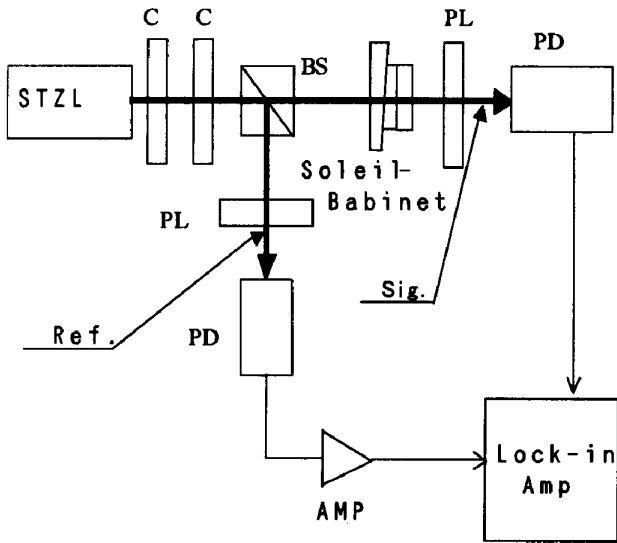 C C
BS
PL
PD
STZL
Soleil-
Babinet
PL
Sig.
Ref.
PD
Lock-in
Amp
AMP